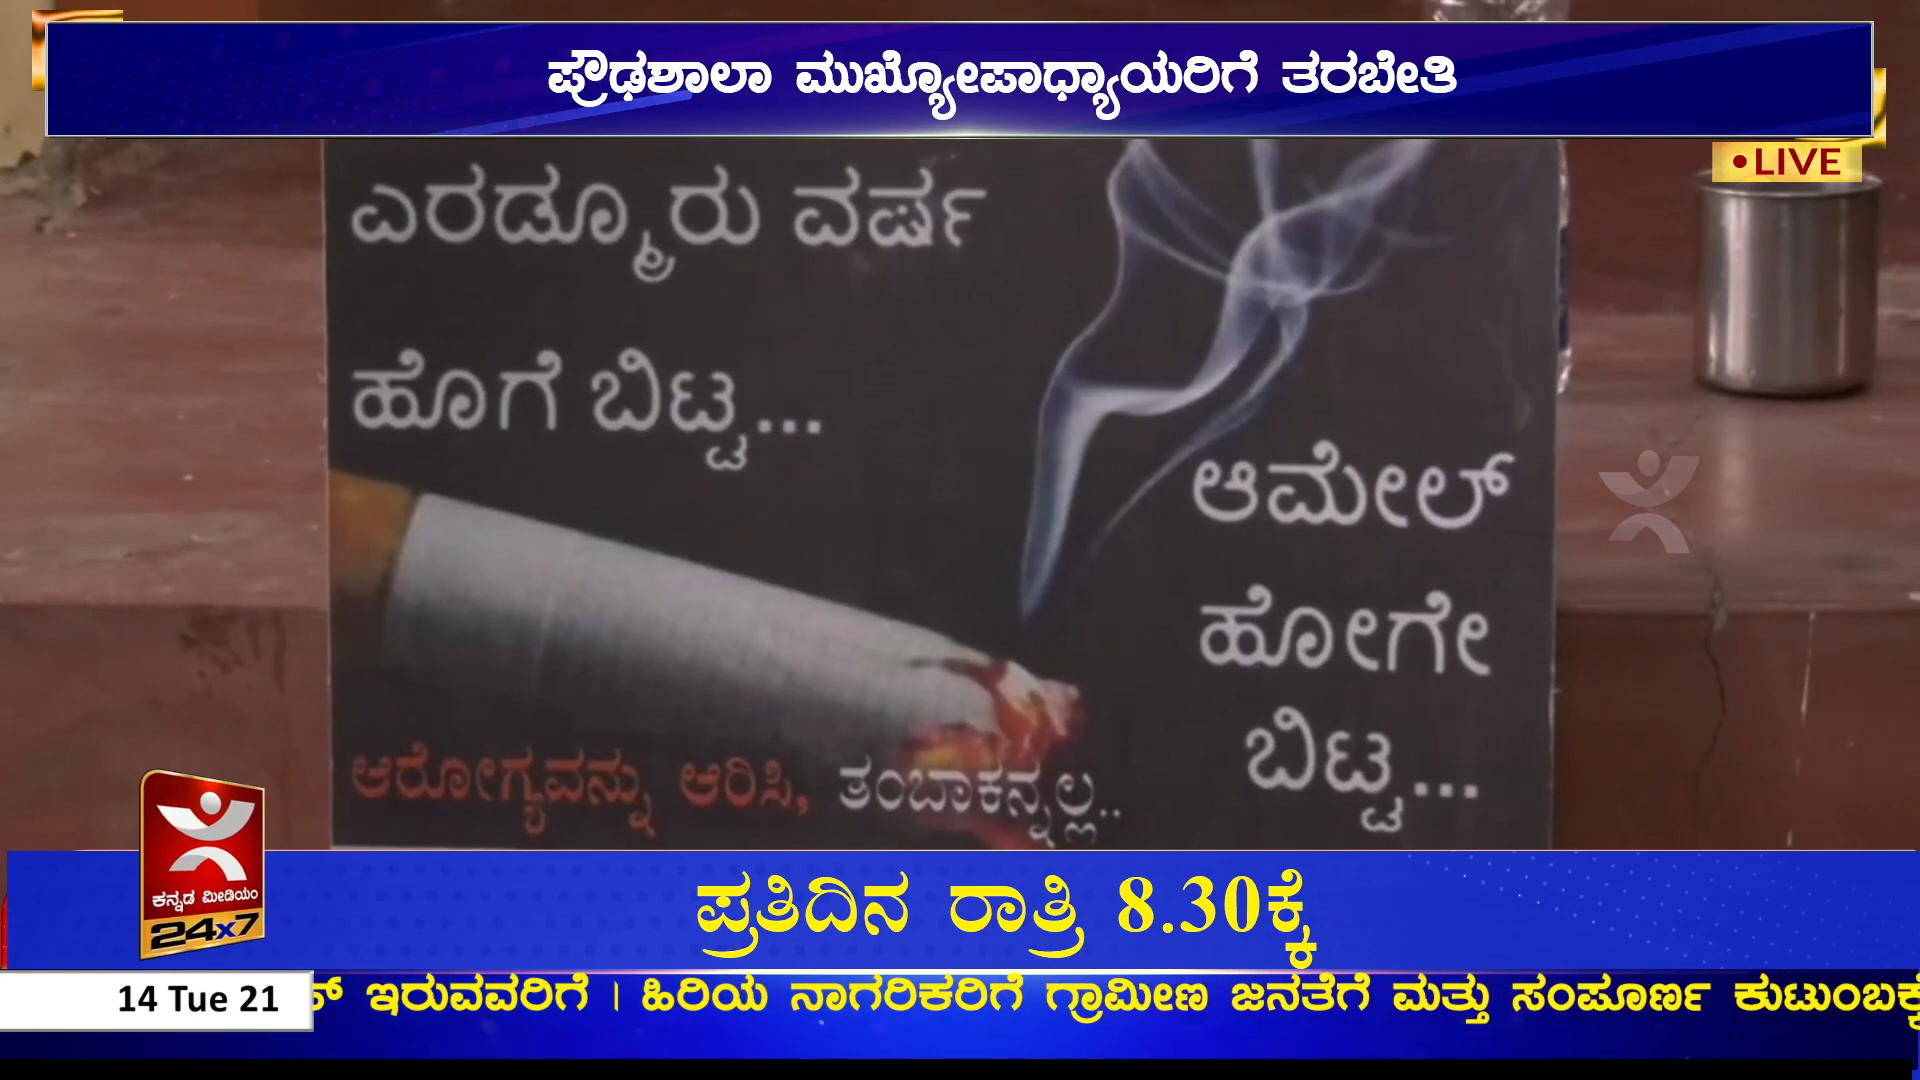 ಪ್ರೌಢಶಾಲಾ ಮುಖ್ಯೋಪಾಧ್ಯಾಯರಿಗೆ ತರಬೇತಿ
•LIVE
ಎರಡ್ಮೂರು ವರ್ಷ
ಹೊಗೆ ಬಿಟ್ಟ...
ಆಮೇಲ್
ಹೋಗೇ
ಬಿಟ್ಟ...
ಆರೋಗ್ಯವನ್ನು ಆರಿಸಿ, ತಂಬಾಕನ್ನಲ್ಲ..
ಕನ್ನಡ ಮೀಡಿಯಂ
24x7
ಪ್ರತಿದಿನ ರಾತ್ರಿ 8.30ಕ್ಕೆ
14 Tue 21
ಇರುವವರಿಗೆ | ಹಿರಿಯ ನಾಗರಿಕರಿಗೆ ಗ್ರಾಮೀಣ ಜನತೆಗೆ ಮತ್ತು ಸಂಪೂರ್ಣ ಕುಟುಂಬಕ್ಕೆ